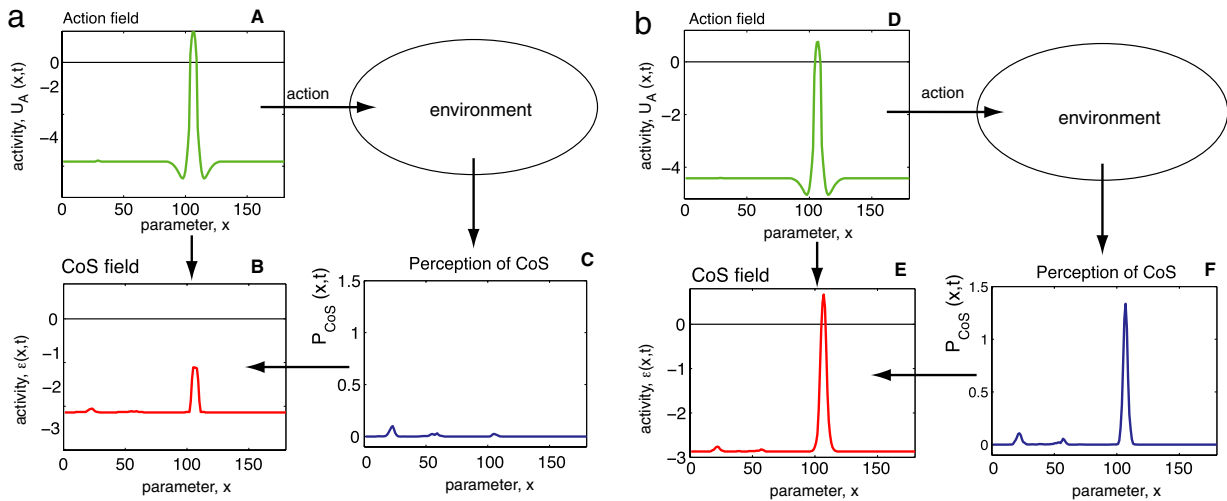 a
Action field A
activity, U_A (x,t)
0
−2
−4
0 50 100 150
parameter, x
action
environment
CoS field B
activity, ε(x,t)
0
−1
−2
−3
0 50 100 150
parameter, x
Perception of CoS C
P_CoS (x,t)
1.5
1
0.5
0
0 50 100 150
parameter, x
b
Action field D
activity, U_A (x,t)
0
−2
−4
0 50 100 150
parameter, x
action
environment
CoS field E
activity, ε(x,t)
0
−1
−2
−3
0 50 100 150
parameter, x
Perception of CoS F
P_CoS (x,t)
1.5
1
0.5
0
0 50 100 150
parameter, x